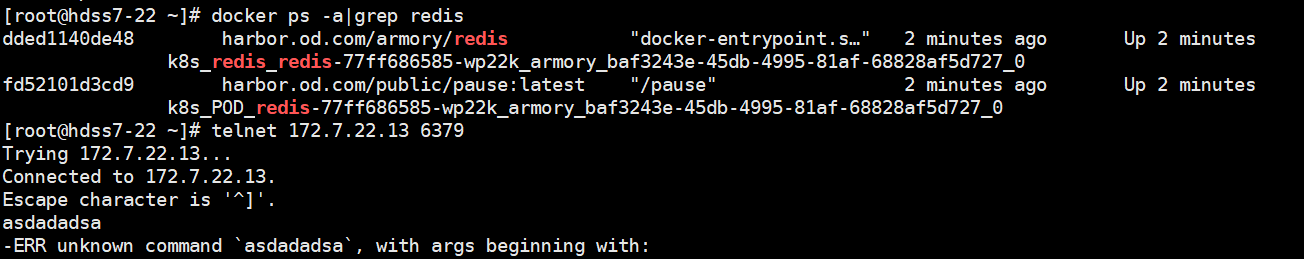 [root@hdss7-22 ~]# docker ps -a|grep redis
dded1140de48        harbor.od.com/armory/redis           "docker-entrypoint.s…"   2 minutes ago       Up 2 minutes
k8s_redis_redis-77ff686585-wp22k_armory_baf3243e-45db-4995-81af-68828af5d727_0
fd52101d3cd9        harbor.od.com/public/pause:latest    "/pause"                 2 minutes ago       Up 2 minutes
k8s_POD_redis-77ff686585-wp22k_armory_baf3243e-45db-4995-81af-68828af5d727_0
[root@hdss7-22 ~]# telnet 172.7.22.13 6379
Trying 172.7.22.13...
Connected to 172.7.22.13.
Escape character is '^]'.
asdadadsa
-ERR unknown command `asdadadsa`, with args beginning with: